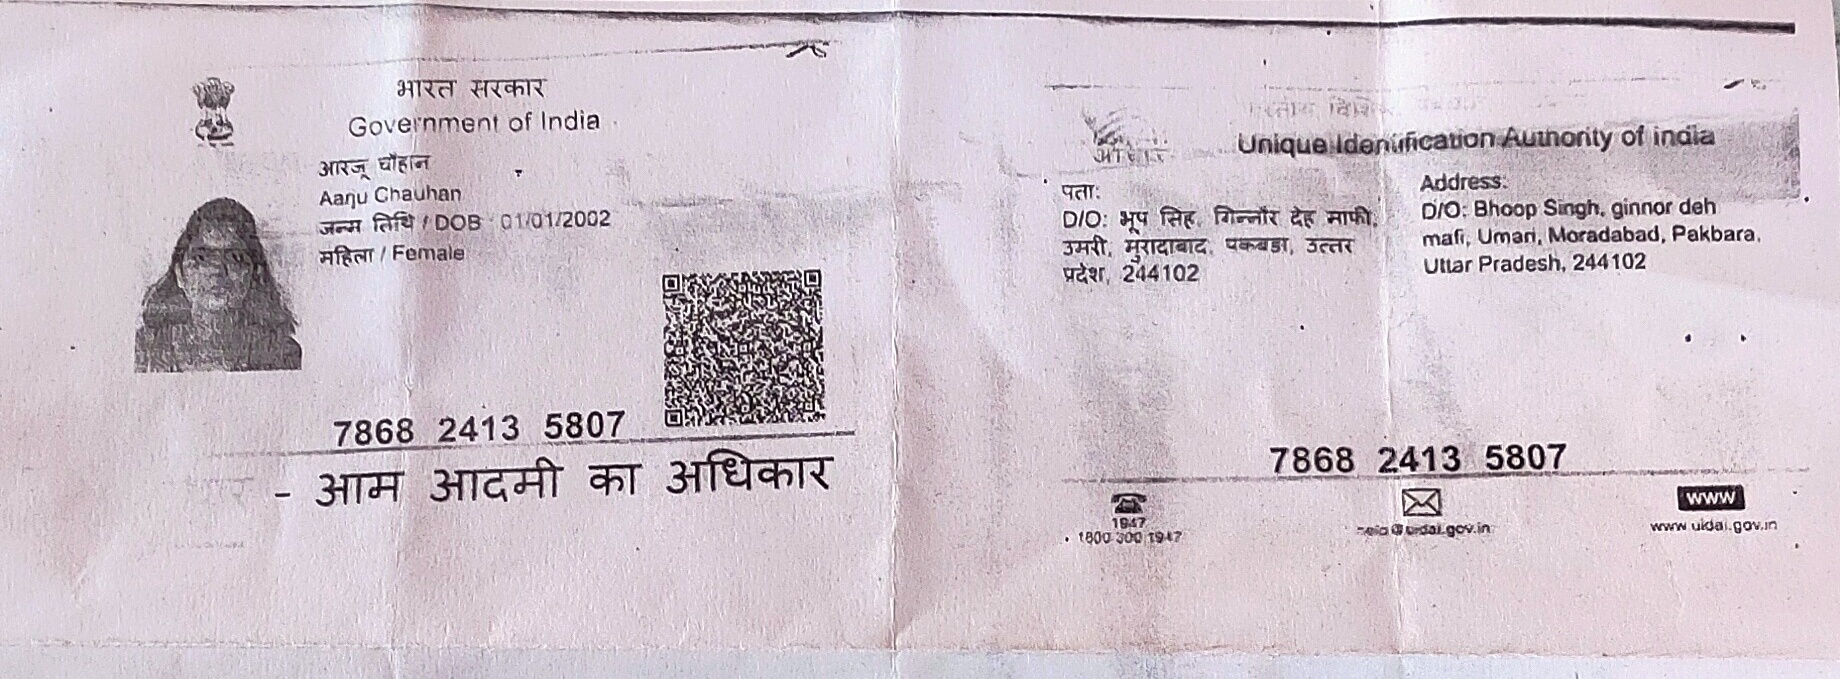 भारत सरकार
Government of India
आरजू चौहान
Aarju Chauhan
जन्म तिथि / DOB 01/01/2002
महिला / Female
7868 2413 5807
- आम आदमी का अधिकार
Unique Identification Authority of India
पता:
D/O: भूप सिंह, गिन्नौर देह माफी,
उमरी, मुरादाबाद, पकबड़ा, उत्तर
प्रदेश, 244102
Address:
D/O: Bhoop Singh, ginnor deh
mafi, Umari, Moradabad, Pakbara,
Uttar Pradesh, 244102
7868 2413 5807
1947
1800 300 1947
@uidai.gov.in
WWW
www.uidai.gov.in